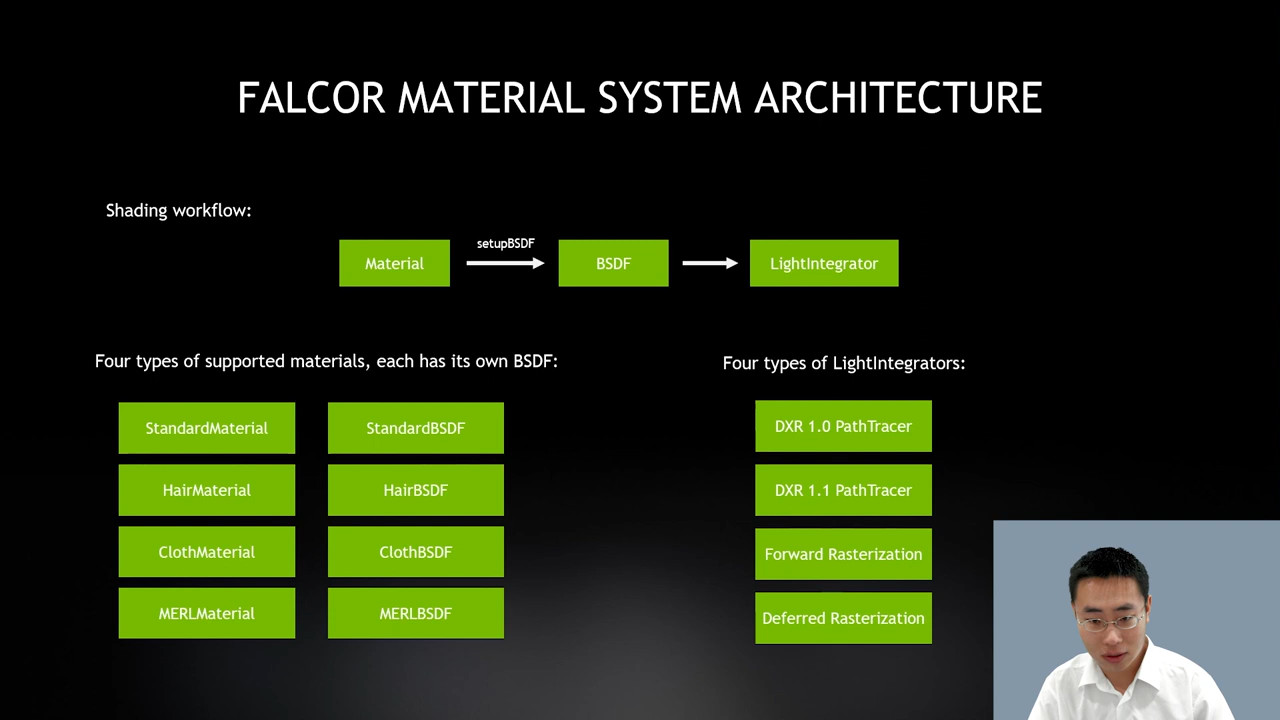 FALCOR MATERIAL SYSTEM ARCHITECTURE
Shading workflow:
Material
setupBSDF
BSDF
LightIntegrator
Four types of supported materials, each has its own BSDF:
StandardMaterial
StandardBSDF
HairMaterial
HairBSDF
ClothMaterial
ClothBSDF
MERLMaterial
MERLBSDF
Four types of LightIntegrators:
DXR 1.0 PathTracer
DXR 1.1 PathTracer
Forward Rasterization
Deferred Rasterization